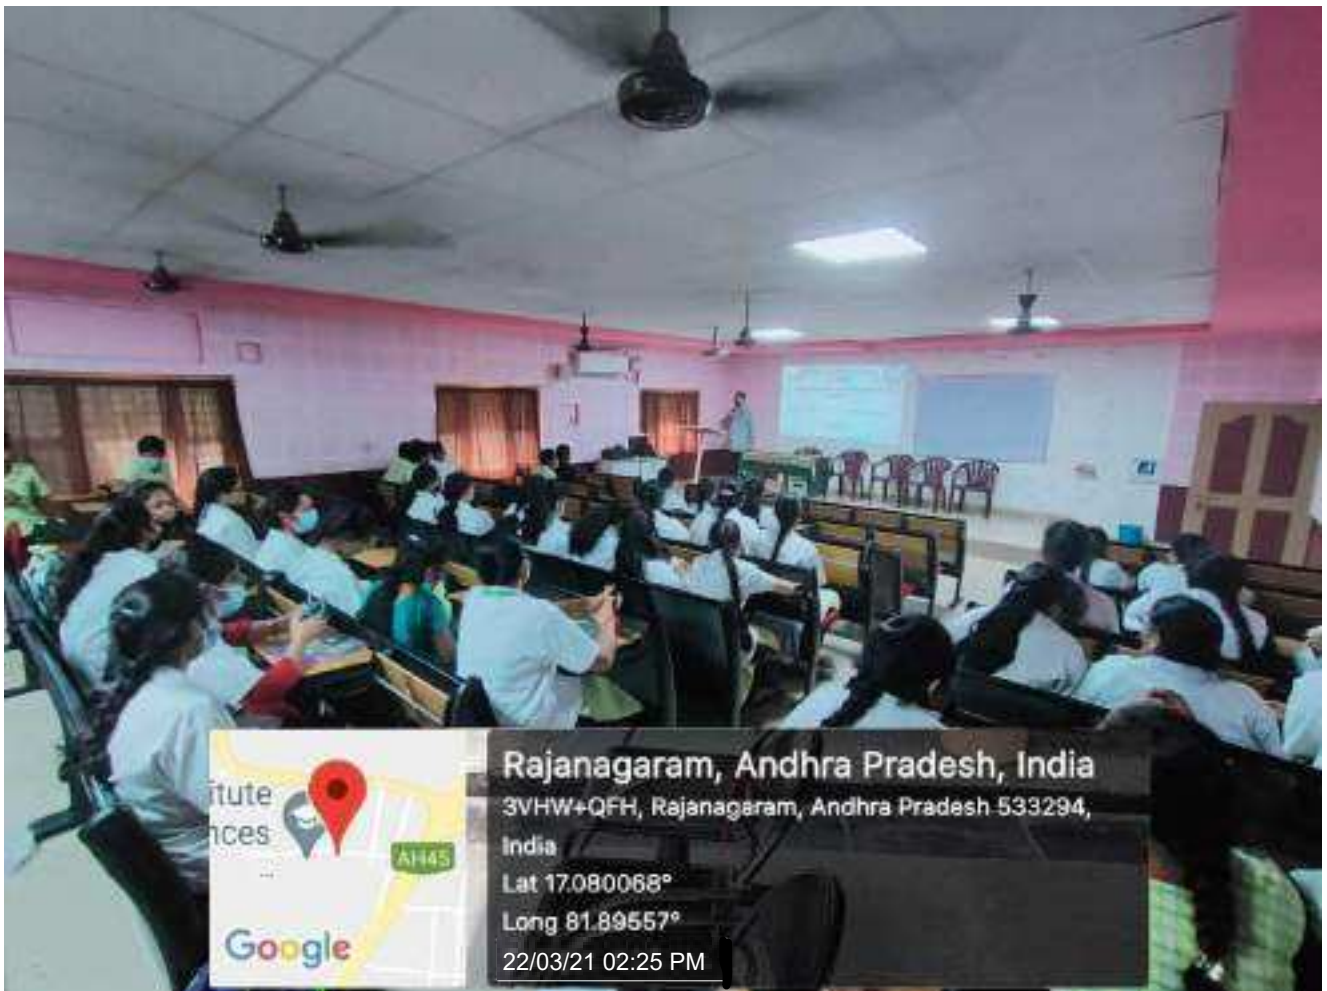 Rajanagaram, Andhra Pradesh, India
3VHW+QFH, Rajanagaram, Andhra Pradesh 533294,
India
Lat 17.080068°
Long 81.89557°
22/03/21 02:25 PM
itute
nces
AH45
Google